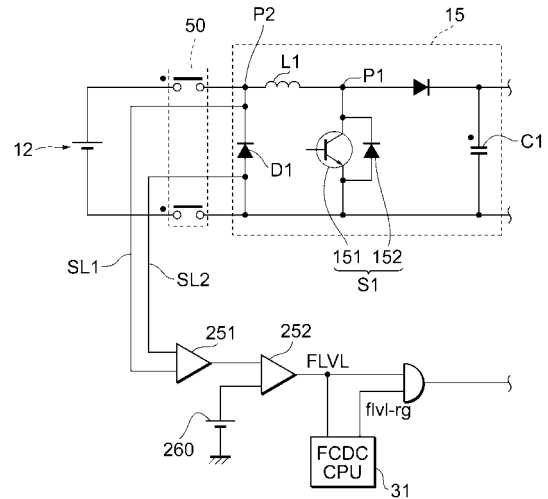 50
P2
15
L1
P1
12
D1
C1
151 152
S1
SL1
SL2
251
252
FLVL
flvl-rg
260
FCDC
CPU
31